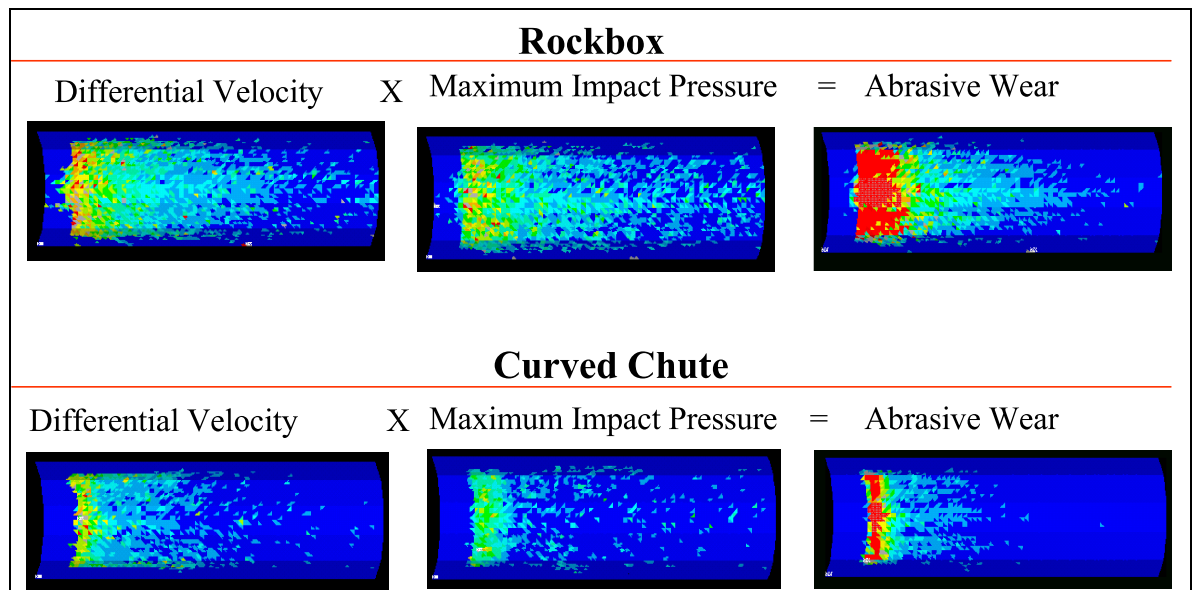 Rockbox
Differential Velocity X Maximum Impact Pressure = Abrasive Wear
Curved Chute
Differential Velocity X Maximum Impact Pressure = Abrasive Wear